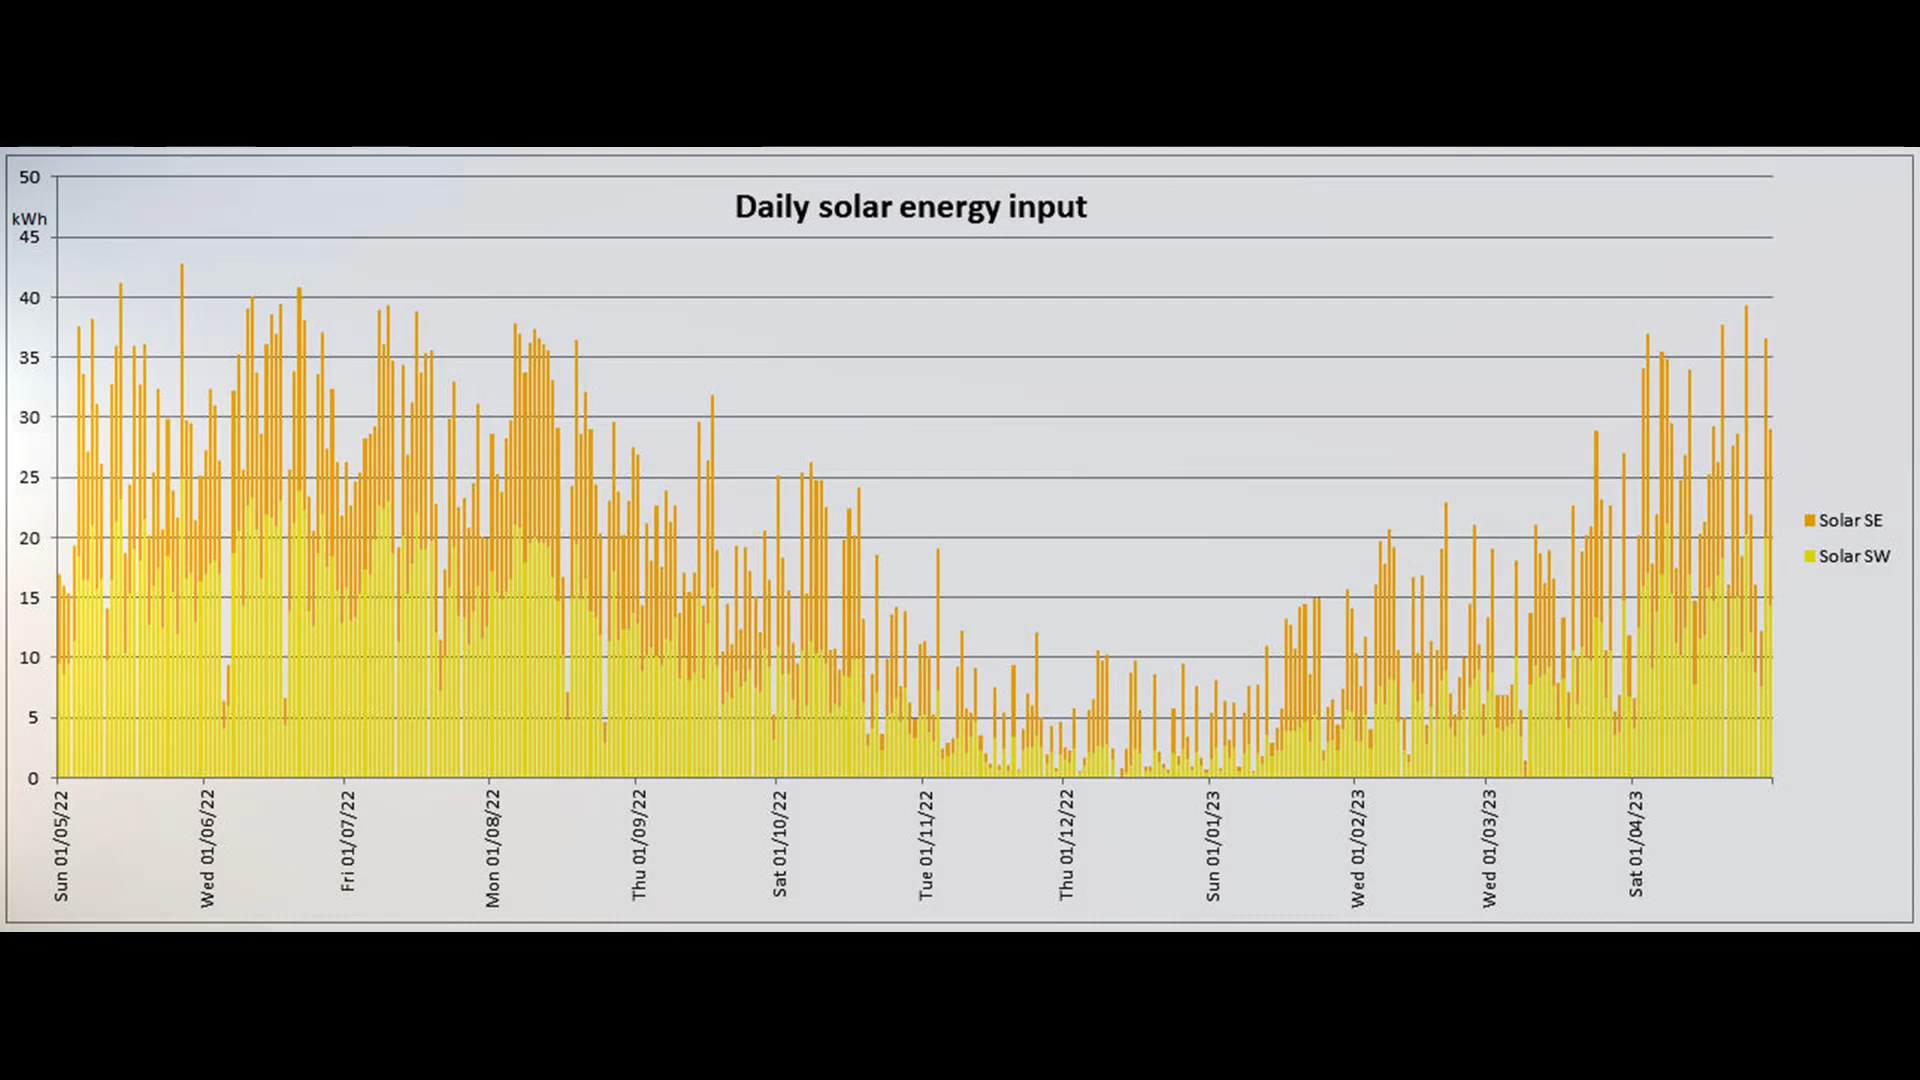 Daily solar energy input
50
kWh
45
40
35
30
25
20
15
10
5
0
Sun 01/05/22
Wed 01/06/22
Fri 01/07/22
Mon 01/08/22
Thu 01/09/22
Sat 01/10/22
Tue 01/11/22
Thu 01/12/22
Sun 01/01/23
Wed 01/02/23
Wed 01/03/23
Sat 01/04/23
Solar SE
Solar SW